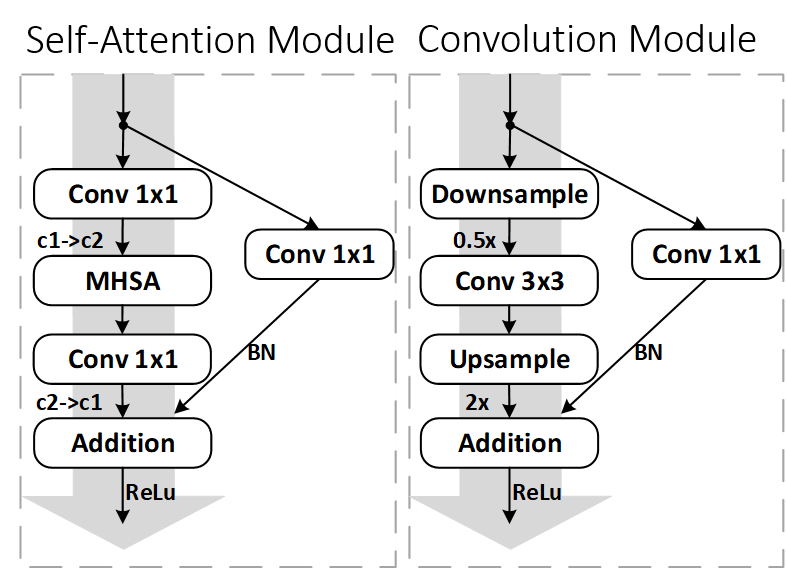 Self-Attention Module
Conv 1x1
c1->c2
MHSA
Conv 1x1
Conv 1x1
BN
c2->c1
Addition
ReLu
Convolution Module
Downsample
0.5x
Conv 3x3
Conv 1x1
Upsample
BN
2x
Addition
ReLu